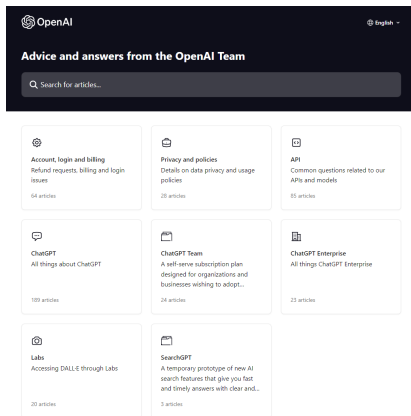 OpenAI
English
Advice and answers from the OpenAI Team
Search for articles...
Account, login and billing
Refund requests, billing and login
issues
64 articles
Privacy and policies
Details on data privacy and usage
policies
28 articles
API
Common questions related to our
APIs and models
85 articles
ChatGPT
All things about ChatGPT
189 articles
ChatGPT Team
A self-serve subscription plan
designed for organizations and
businesses wishing to adopt...
24 articles
ChatGPT Enterprise
All things ChatGPT Enterprise
23 articles
Labs
Accessing DALL·E through Labs
20 articles
SearchGPT
A temporary prototype of new AI
search features that give you fast
and timely answers with clear and...
3 articles